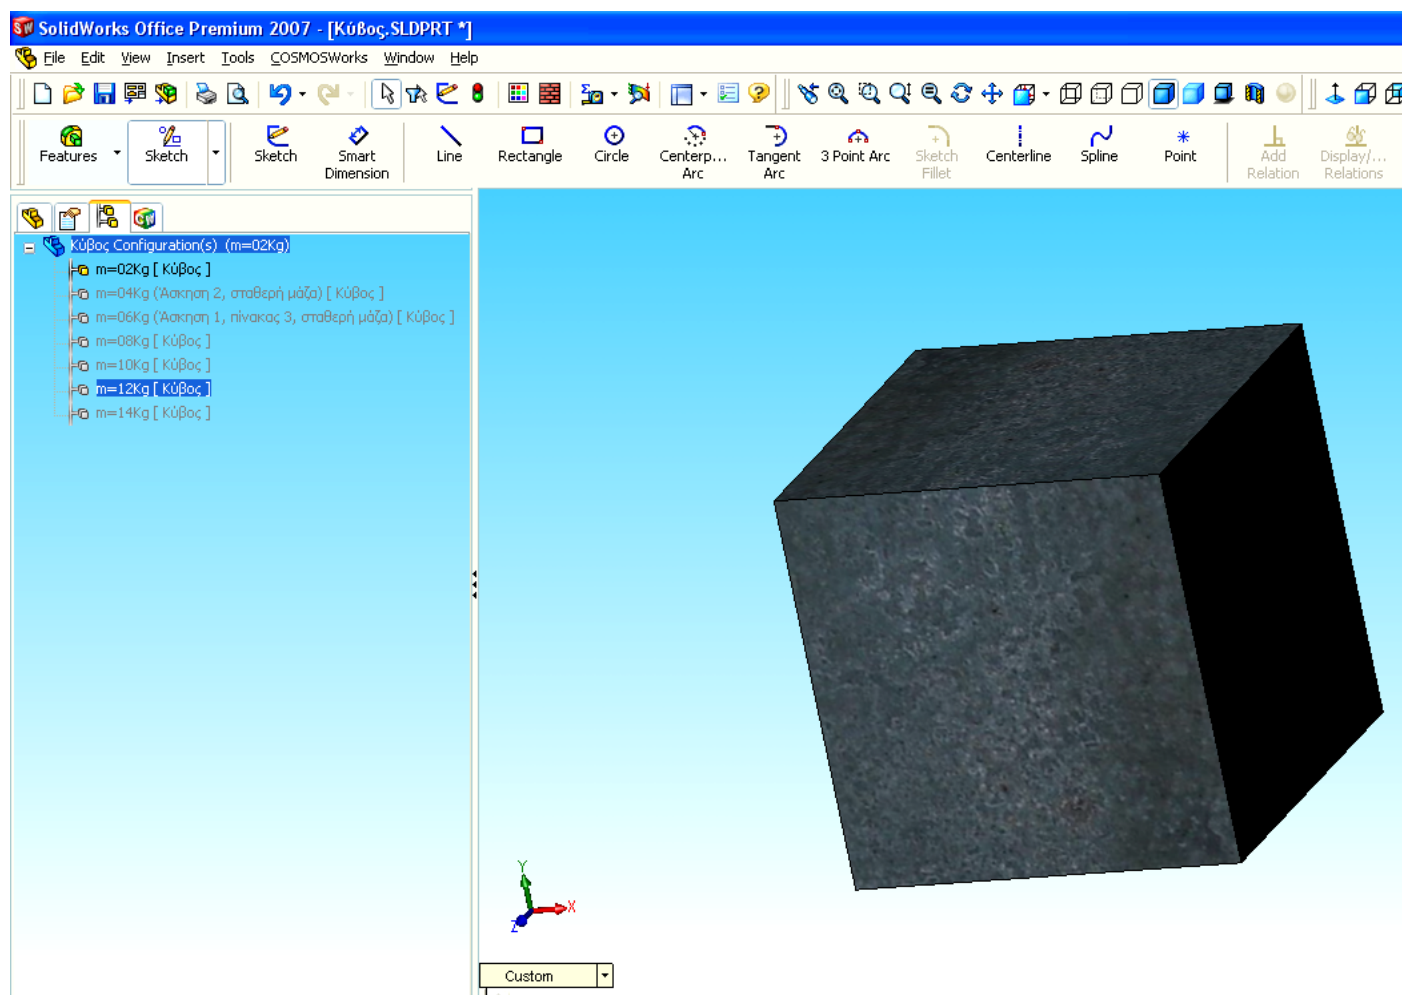 SolidWorks Office Premium 2007 - [Κύβος.SLDPRT *]
File Edit View Insert Tools COSMOSWorks Window Help
Features Sketch Sketch Smart Dimension Line Rectangle Circle Centerp... Arc Tangent Arc 3 Point Arc Sketch Fillet Centerline Spline Point Add Relation Display/... Relations
Κύβος Configuration(s) (m=02Kg)
m=02Kg [ Κύβος ]
m=04Kg (Άσκηση 2, σταθερή μάζα) [ Κύβος ]
m=06Kg (Άσκηση 1, πίνακας 3, σταθερή μάζα) [ Κύβος ]
m=08Kg [ Κύβος ]
m=10Kg [ Κύβος ]
m=12Kg [ Κύβος ]
m=14Kg [ Κύβος ]
Y
X
Z
Custom